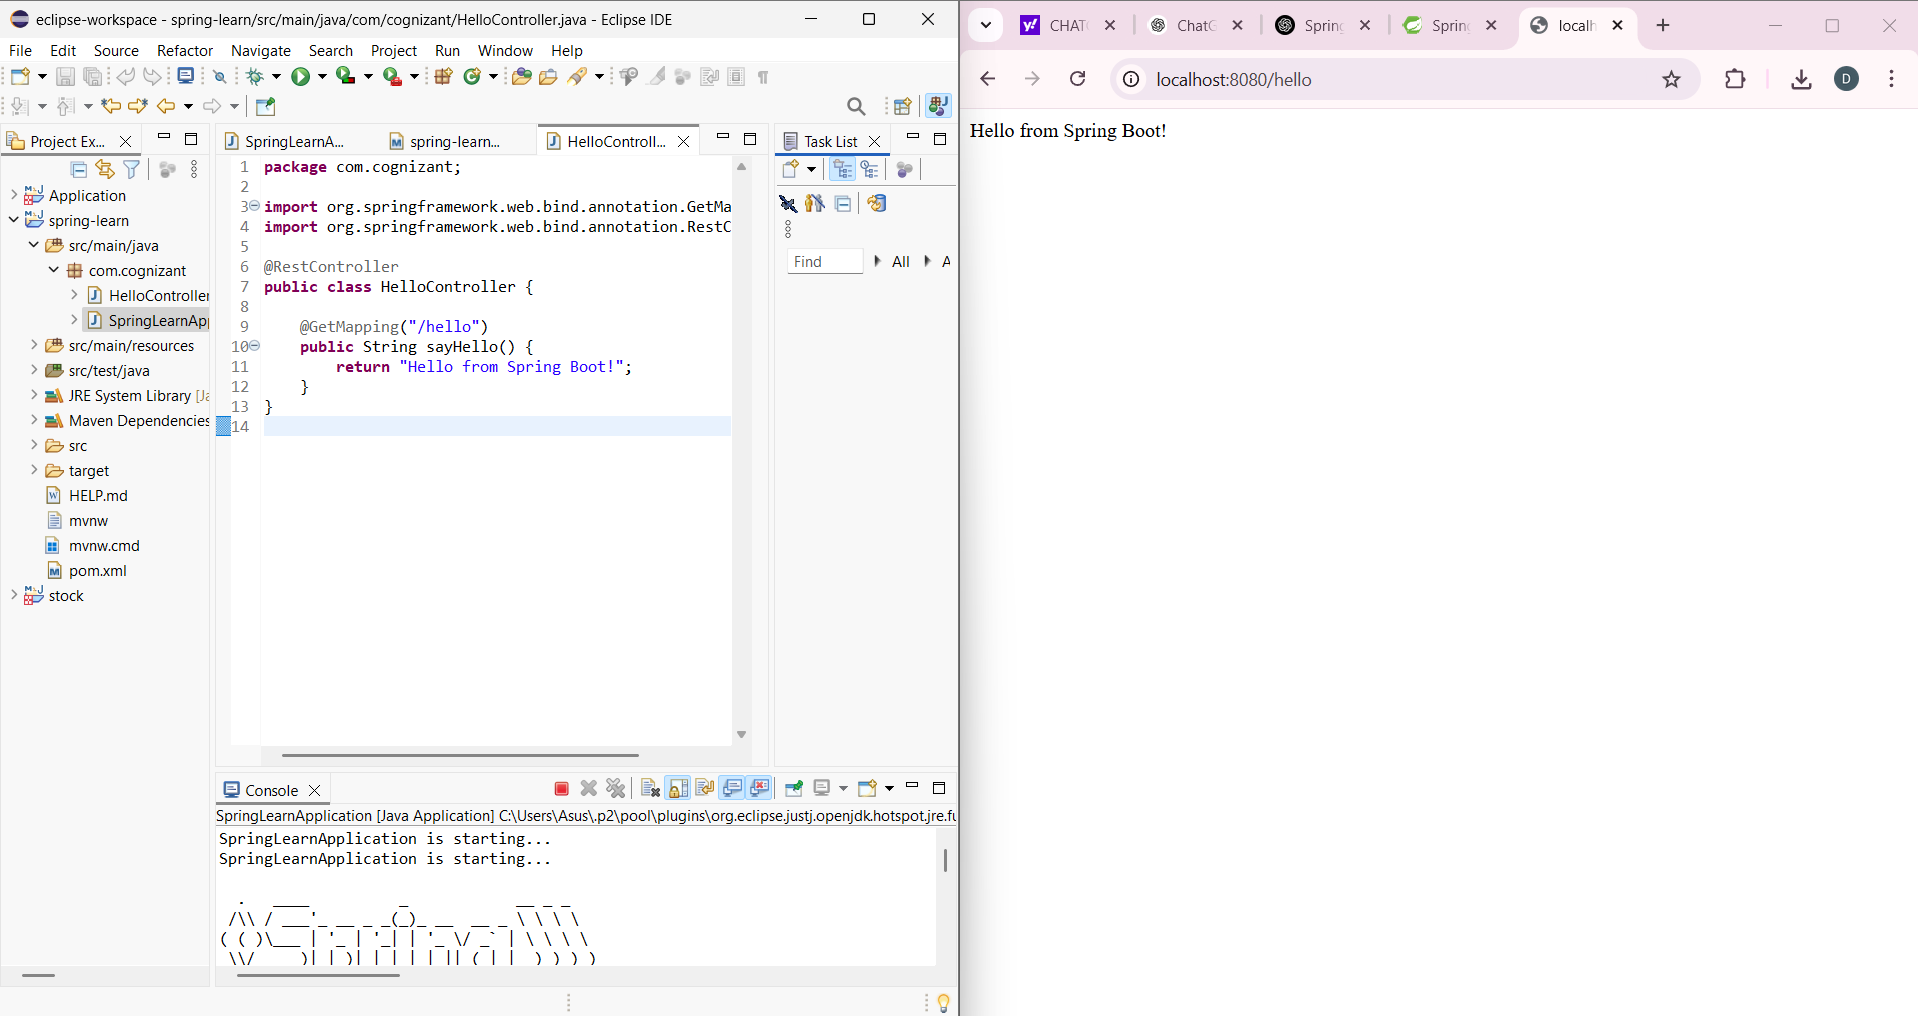 eclipse-workspace - spring-learn/src/main/java/com/cognizant/HelloController.java - Eclipse IDE
File Edit Source Refactor Navigate Search Project Run Window Help
Project Ex...
Application
spring-learn
src/main/java
com.cognizant
HelloController
SpringLearnAp
src/main/resources
src/test/java
JRE System Library [Ja
Maven Dependencies
src
target
HELP.md
mvnw
mvnw.cmd
pom.xml
stock
SpringLearnA... spring-learn... HelloControll...
1 package com.cognizant;
2
3 import org.springframework.web.bind.annotation.GetMa
4 import org.springframework.web.bind.annotation.RestC
5
6 @RestController
7 public class HelloController {
8
9 @GetMapping("/hello")
10 public String sayHello() {
11 return "Hello from Spring Boot!";
12 }
13 }
14
Task List
Find All A
Console
SpringLearnApplication [Java Application] C:\Users\Asus\.p2\pool\plugins\org.eclipse.justj.openjdk.hotspot.jre.fu
SpringLearnApplication is starting...
SpringLearnApplication is starting...
CHAT ChatG Spring Spring localh
localhost:8080/hello
D
Hello from Spring Boot!